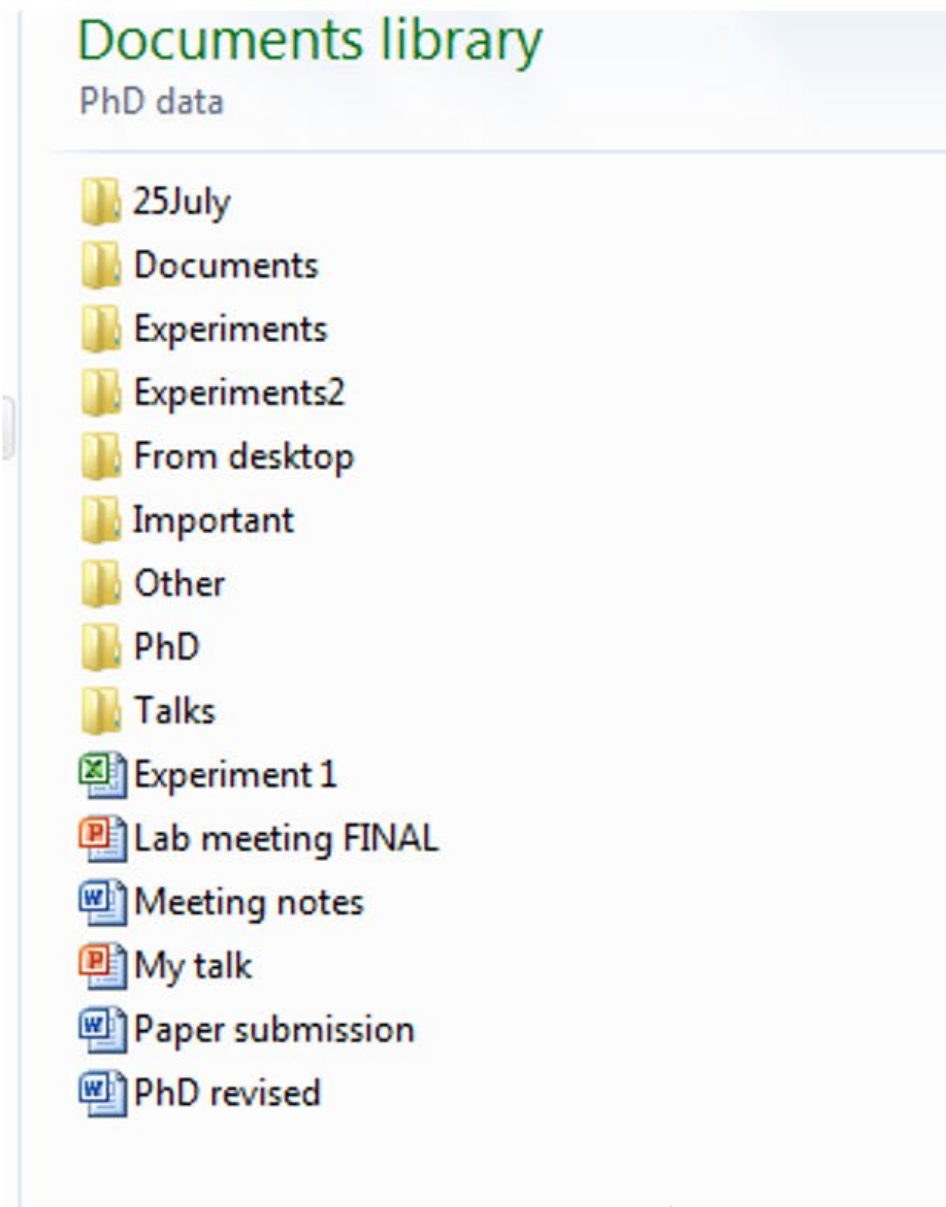 Documents library
PhD data
25July
Documents
Experiments
Experiments2
From desktop
Important
Other
PhD
Talks
Experiment 1
Lab meeting FINAL
Meeting notes
My talk
Paper submission
PhD revised